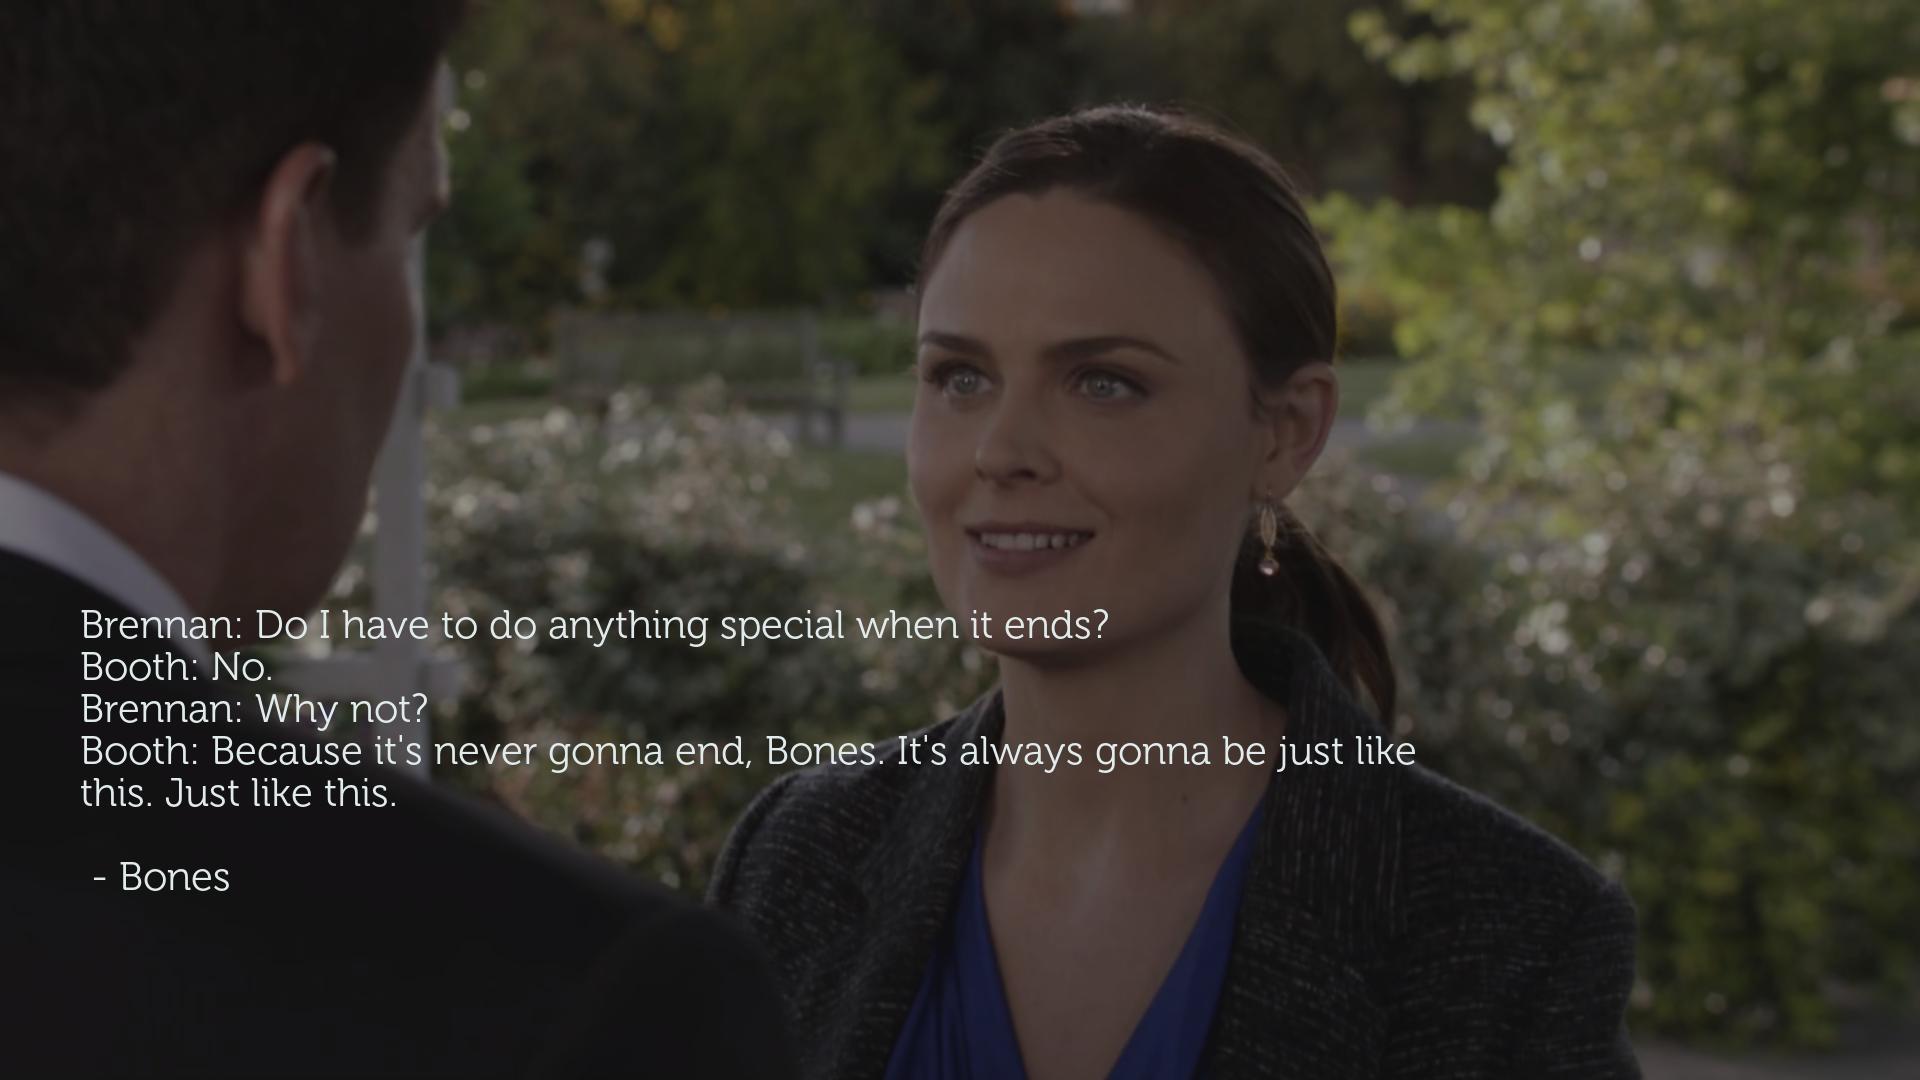 Brennan: Do I have to do anything special when it ends?
Booth: No.
Brennan: Why not?
Booth: Because it's never gonna end, Bones. It's always gonna be just like
this. Just like this.
- Bones